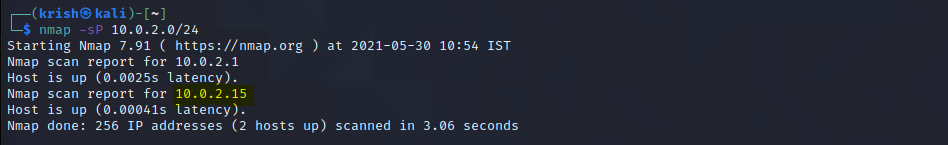 ┌──(krish㉿kali)-[~]
└─$ nmap -sP 10.0.2.0/24
Starting Nmap 7.91 ( https://nmap.org ) at 2021-05-30 10:54 IST
Nmap scan report for 10.0.2.1
Host is up (0.0025s latency).
Nmap scan report for 10.0.2.15
Host is up (0.00041s latency).
Nmap done: 256 IP addresses (2 hosts up) scanned in 3.06 seconds